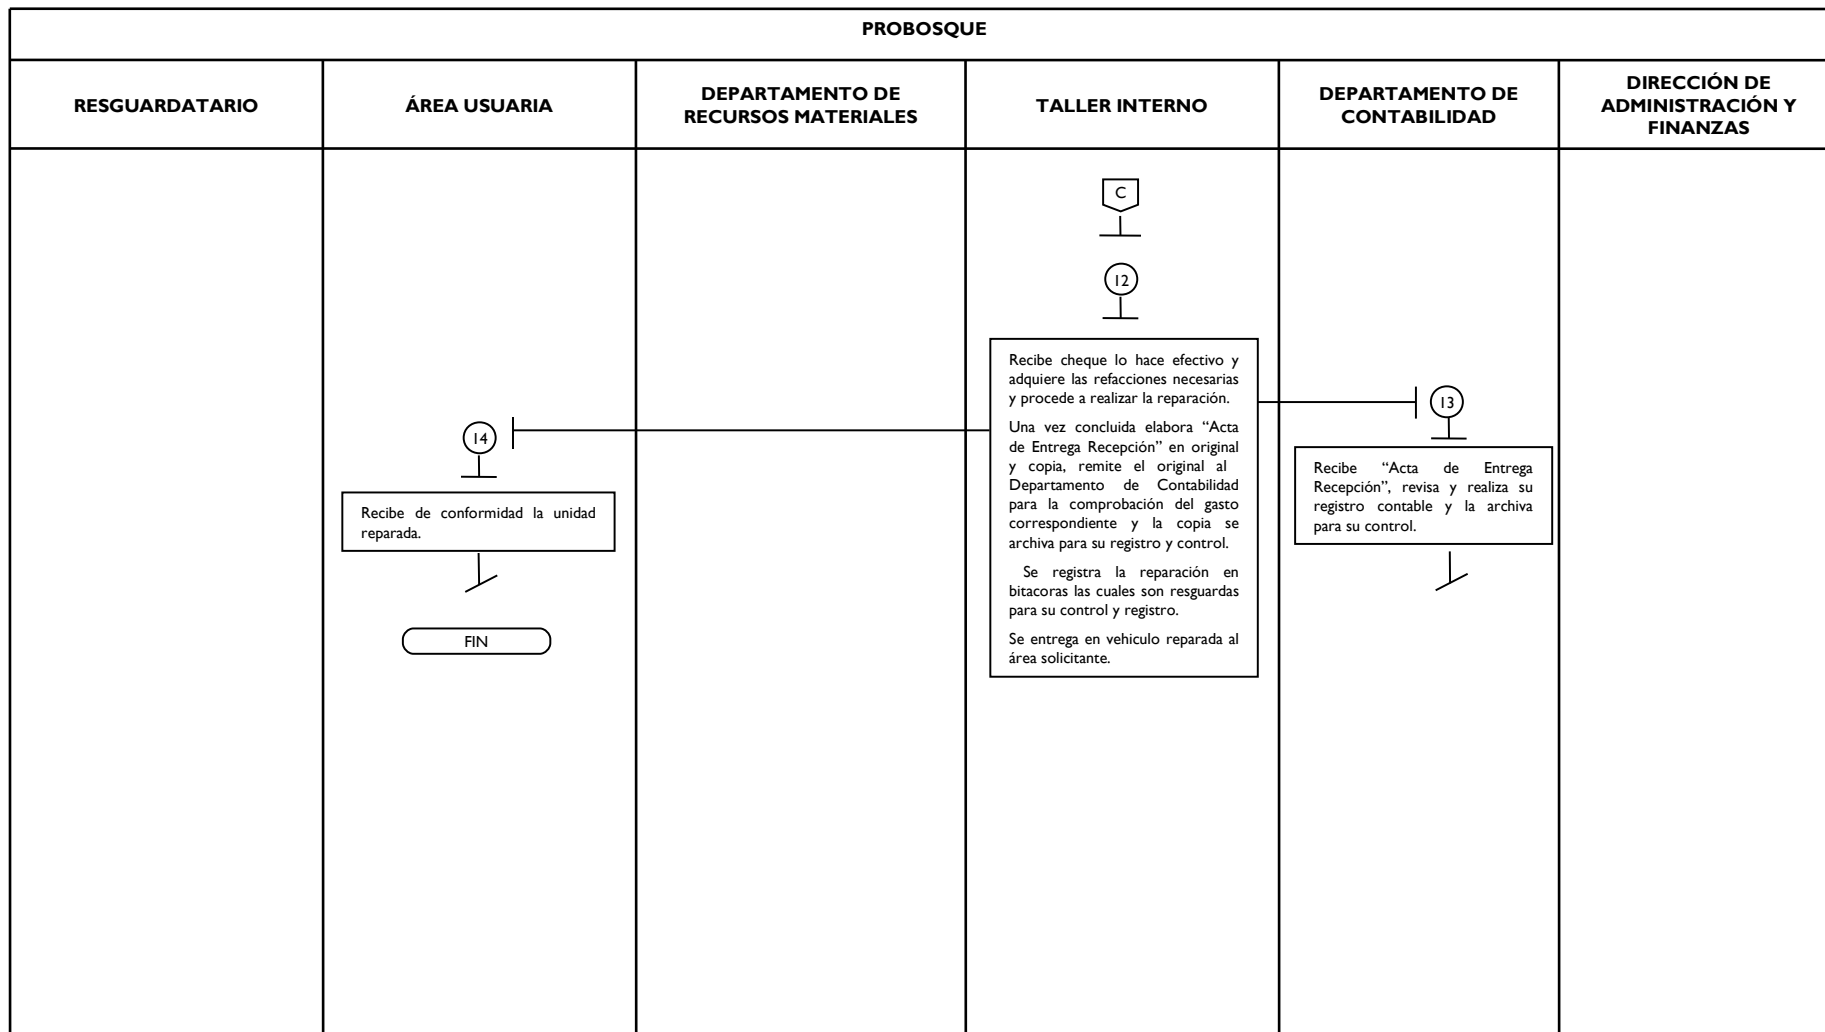 PROBOSQUE
RESGUARDATARIO
ÁREA USUARIA
DEPARTAMENTO DE
RECURSOS MATERIALES
TALLER INTERNO
DEPARTAMENTO DE
CONTABILIDAD
DIRECCIÓN DE
ADMINISTRACIÓN Y
FINANZAS
C
12
Recibe cheque lo hace efectivo y
adquiere las refacciones necesarias
y procede a realizar la reparación.
Una vez concluida elabora “Acta
de Entrega Recepción” en original
y copia, remite el original al
Departamento de Contabilidad
para la comprobación del gasto
correspondiente y la copia se
archiva para su registro y control.
Se registra la reparación en
bitacoras las cuales son resguardas
para su control y registro.
Se entrega en vehiculo reparada al
área solicitante.
13
Recibe “Acta de Entrega
Recepción”, revisa y realiza su
registro contable y la archiva
para su control.
14
Recibe de conformidad la unidad
reparada.
FIN